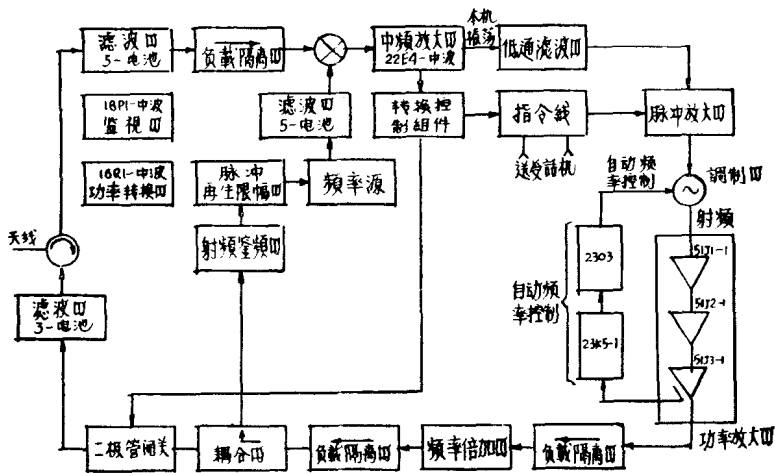 滤波器
5-电池
负载隔离器
中频放大器
22E4-中波
本机
振荡
低通滤波器
18P1-中波
监视器
滤波器
5-电池
转换控
制组件
指令线
脉冲放大器
送受话机
18R1-中波
功率转换器
脉冲
再生限幅器
频率源
自动频
率控制
调制器
射频
天线
射频鉴频器
2303
51J1-1
自动频
率控制
51J2-1
滤波器
3-电池
23K5-1
51J3-1
功率放大器
二极管開关
耦合器
负载隔离器
频率倍加器
负载隔离器